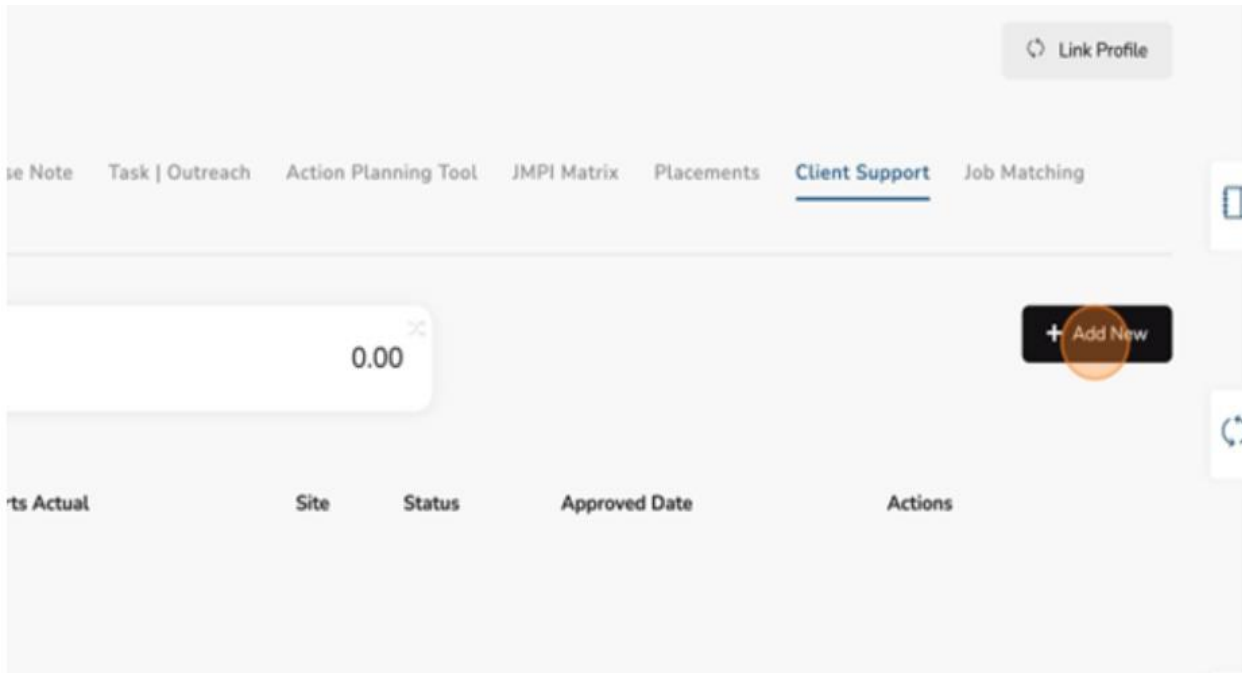 Link Profile
se Note Task | Outreach Action Planning Tool JMPI Matrix Placements Client Support Job Matching
0.00
+ Add New
ts Actual Site Status Approved Date Actions